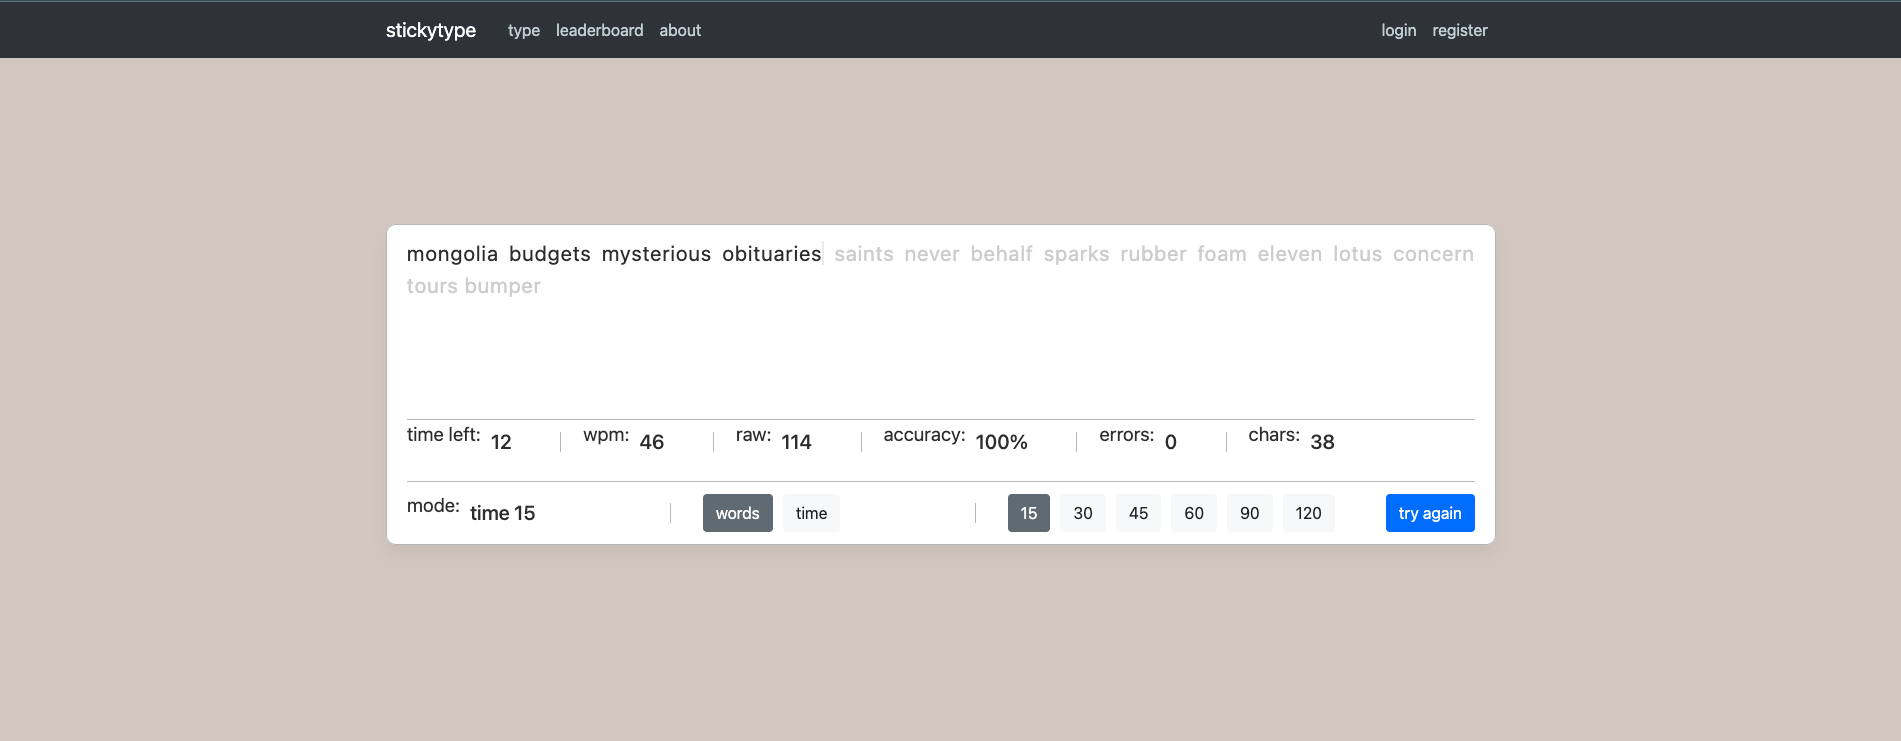 stickytype type leaderboard about login register
mongolia budgets mysterious obituaries saints never behalf sparks rubber foam eleven lotus concern
tours bumper
time left: 12 wpm: 46 raw: 114 accuracy: 100% errors: 0 chars: 38
mode: time 15 words time 15 30 45 60 90 120 try again